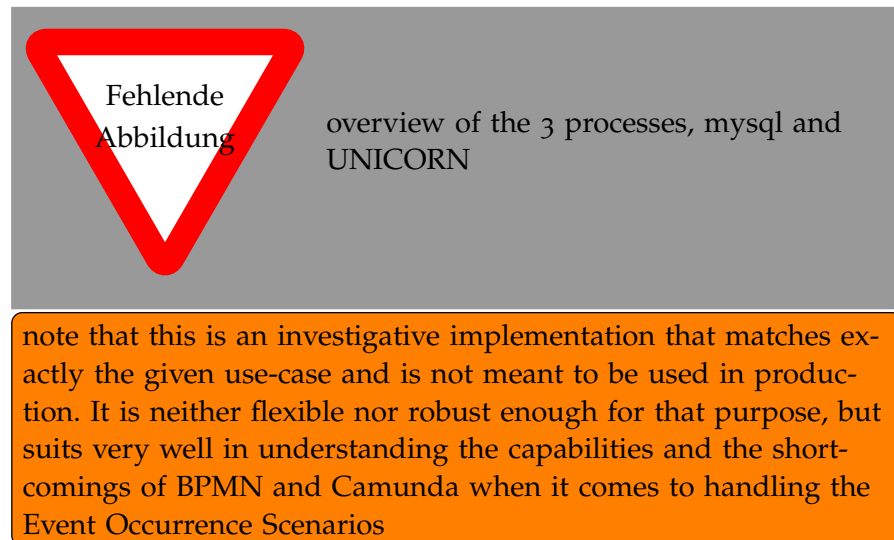 Fehlende
Abbildung
overview of the 3 processes, mysql and
UNICORN
note that this is an investigative implementation that matches ex-
actly the given use-case and is not meant to be used in produc-
tion. It is neither flexible nor robust enough for that purpose, but
suits very well in understanding the capabilities and the short-
comings of BPMN and Camunda when it comes to handling the
Event Occurrence Scenarios